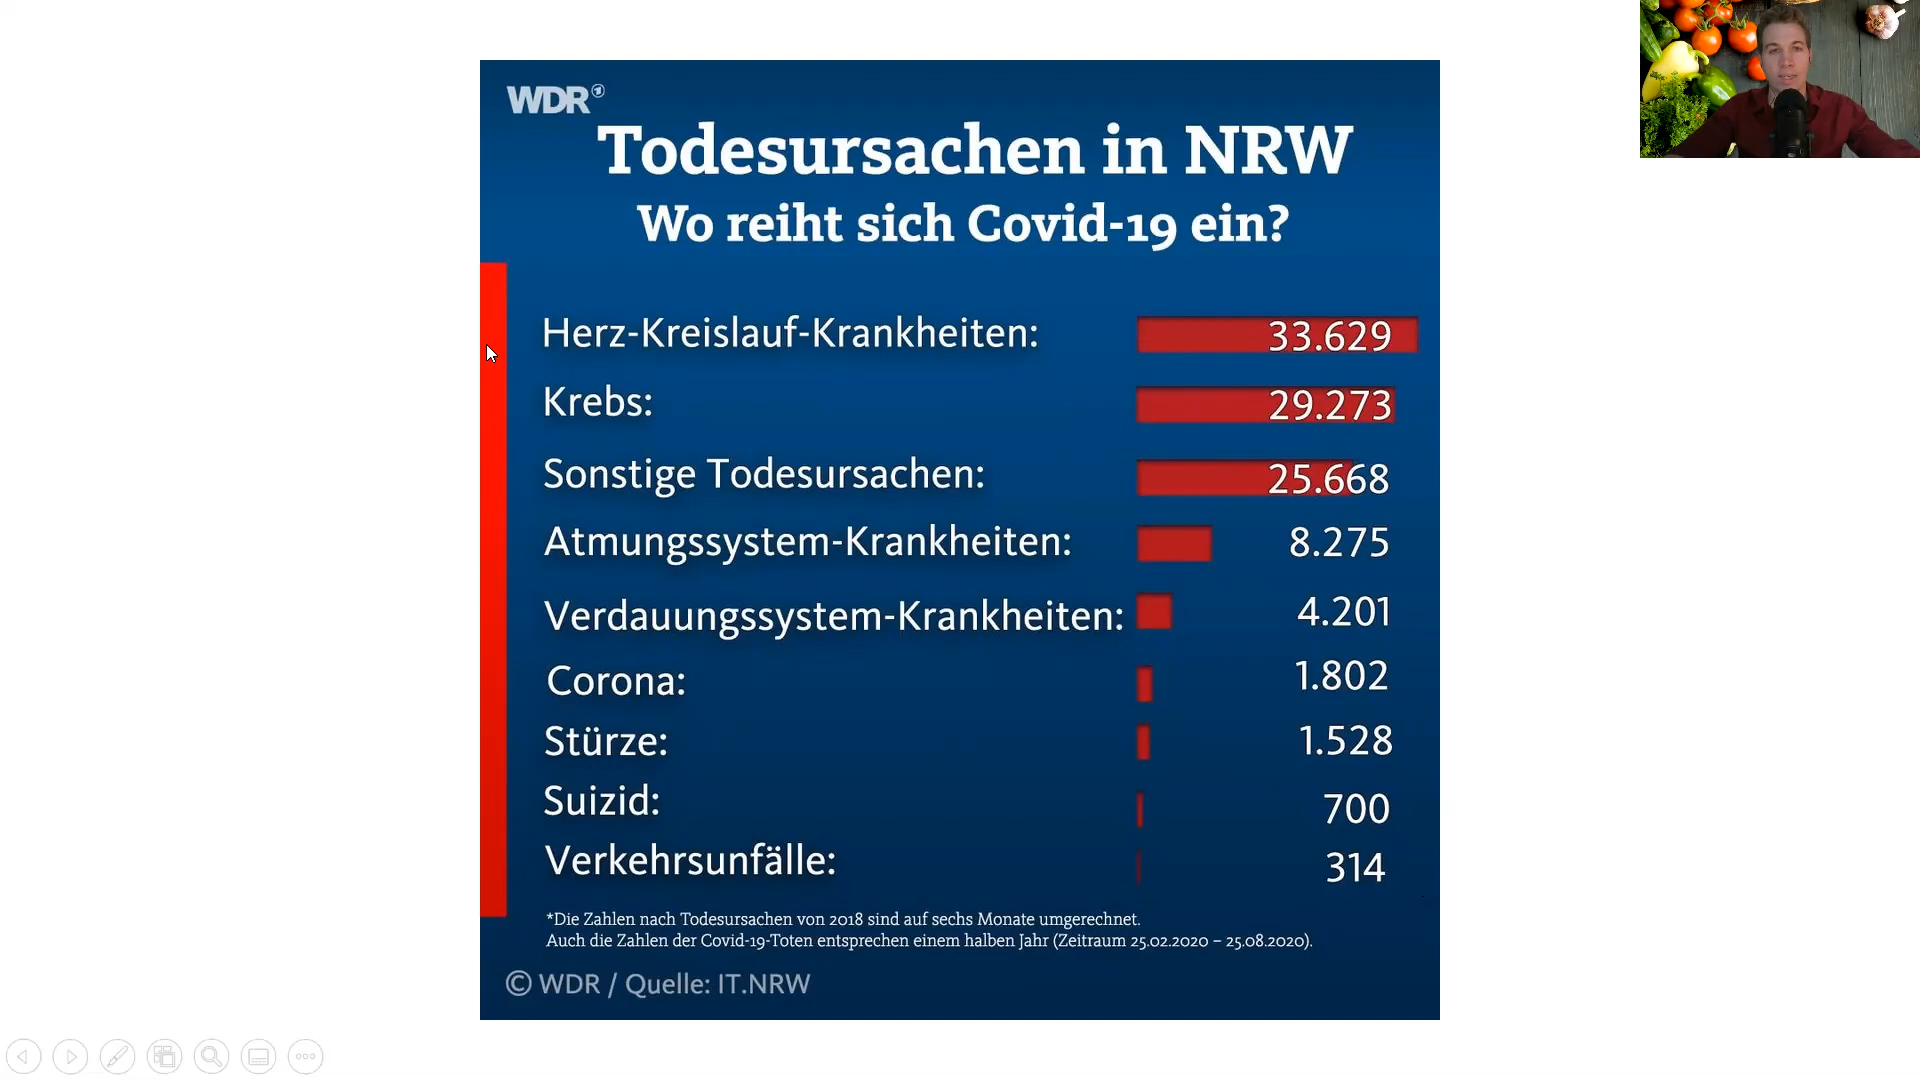 WDR
Todesursachen in NRW
Wo reiht sich Covid-19 ein?
Herz-Kreislauf-Krankheiten: 33.629
Krebs: 29.273
Sonstige Todesursachen: 25.668
Atmungssystem-Krankheiten: 8.275
Verdauungssystem-Krankheiten: 4.201
Corona: 1.802
Stürze: 1.528
Suizid: 700
Verkehrsunfälle: 314
*Die Zahlen nach Todesursachen von 2018 sind auf sechs Monate umgerechnet.
Auch die Zahlen der Covid-19-Toten entsprechen einem halben Jahr (Zeitraum 25.02.2020 – 25.08.2020).
© WDR / Quelle: IT.NRW